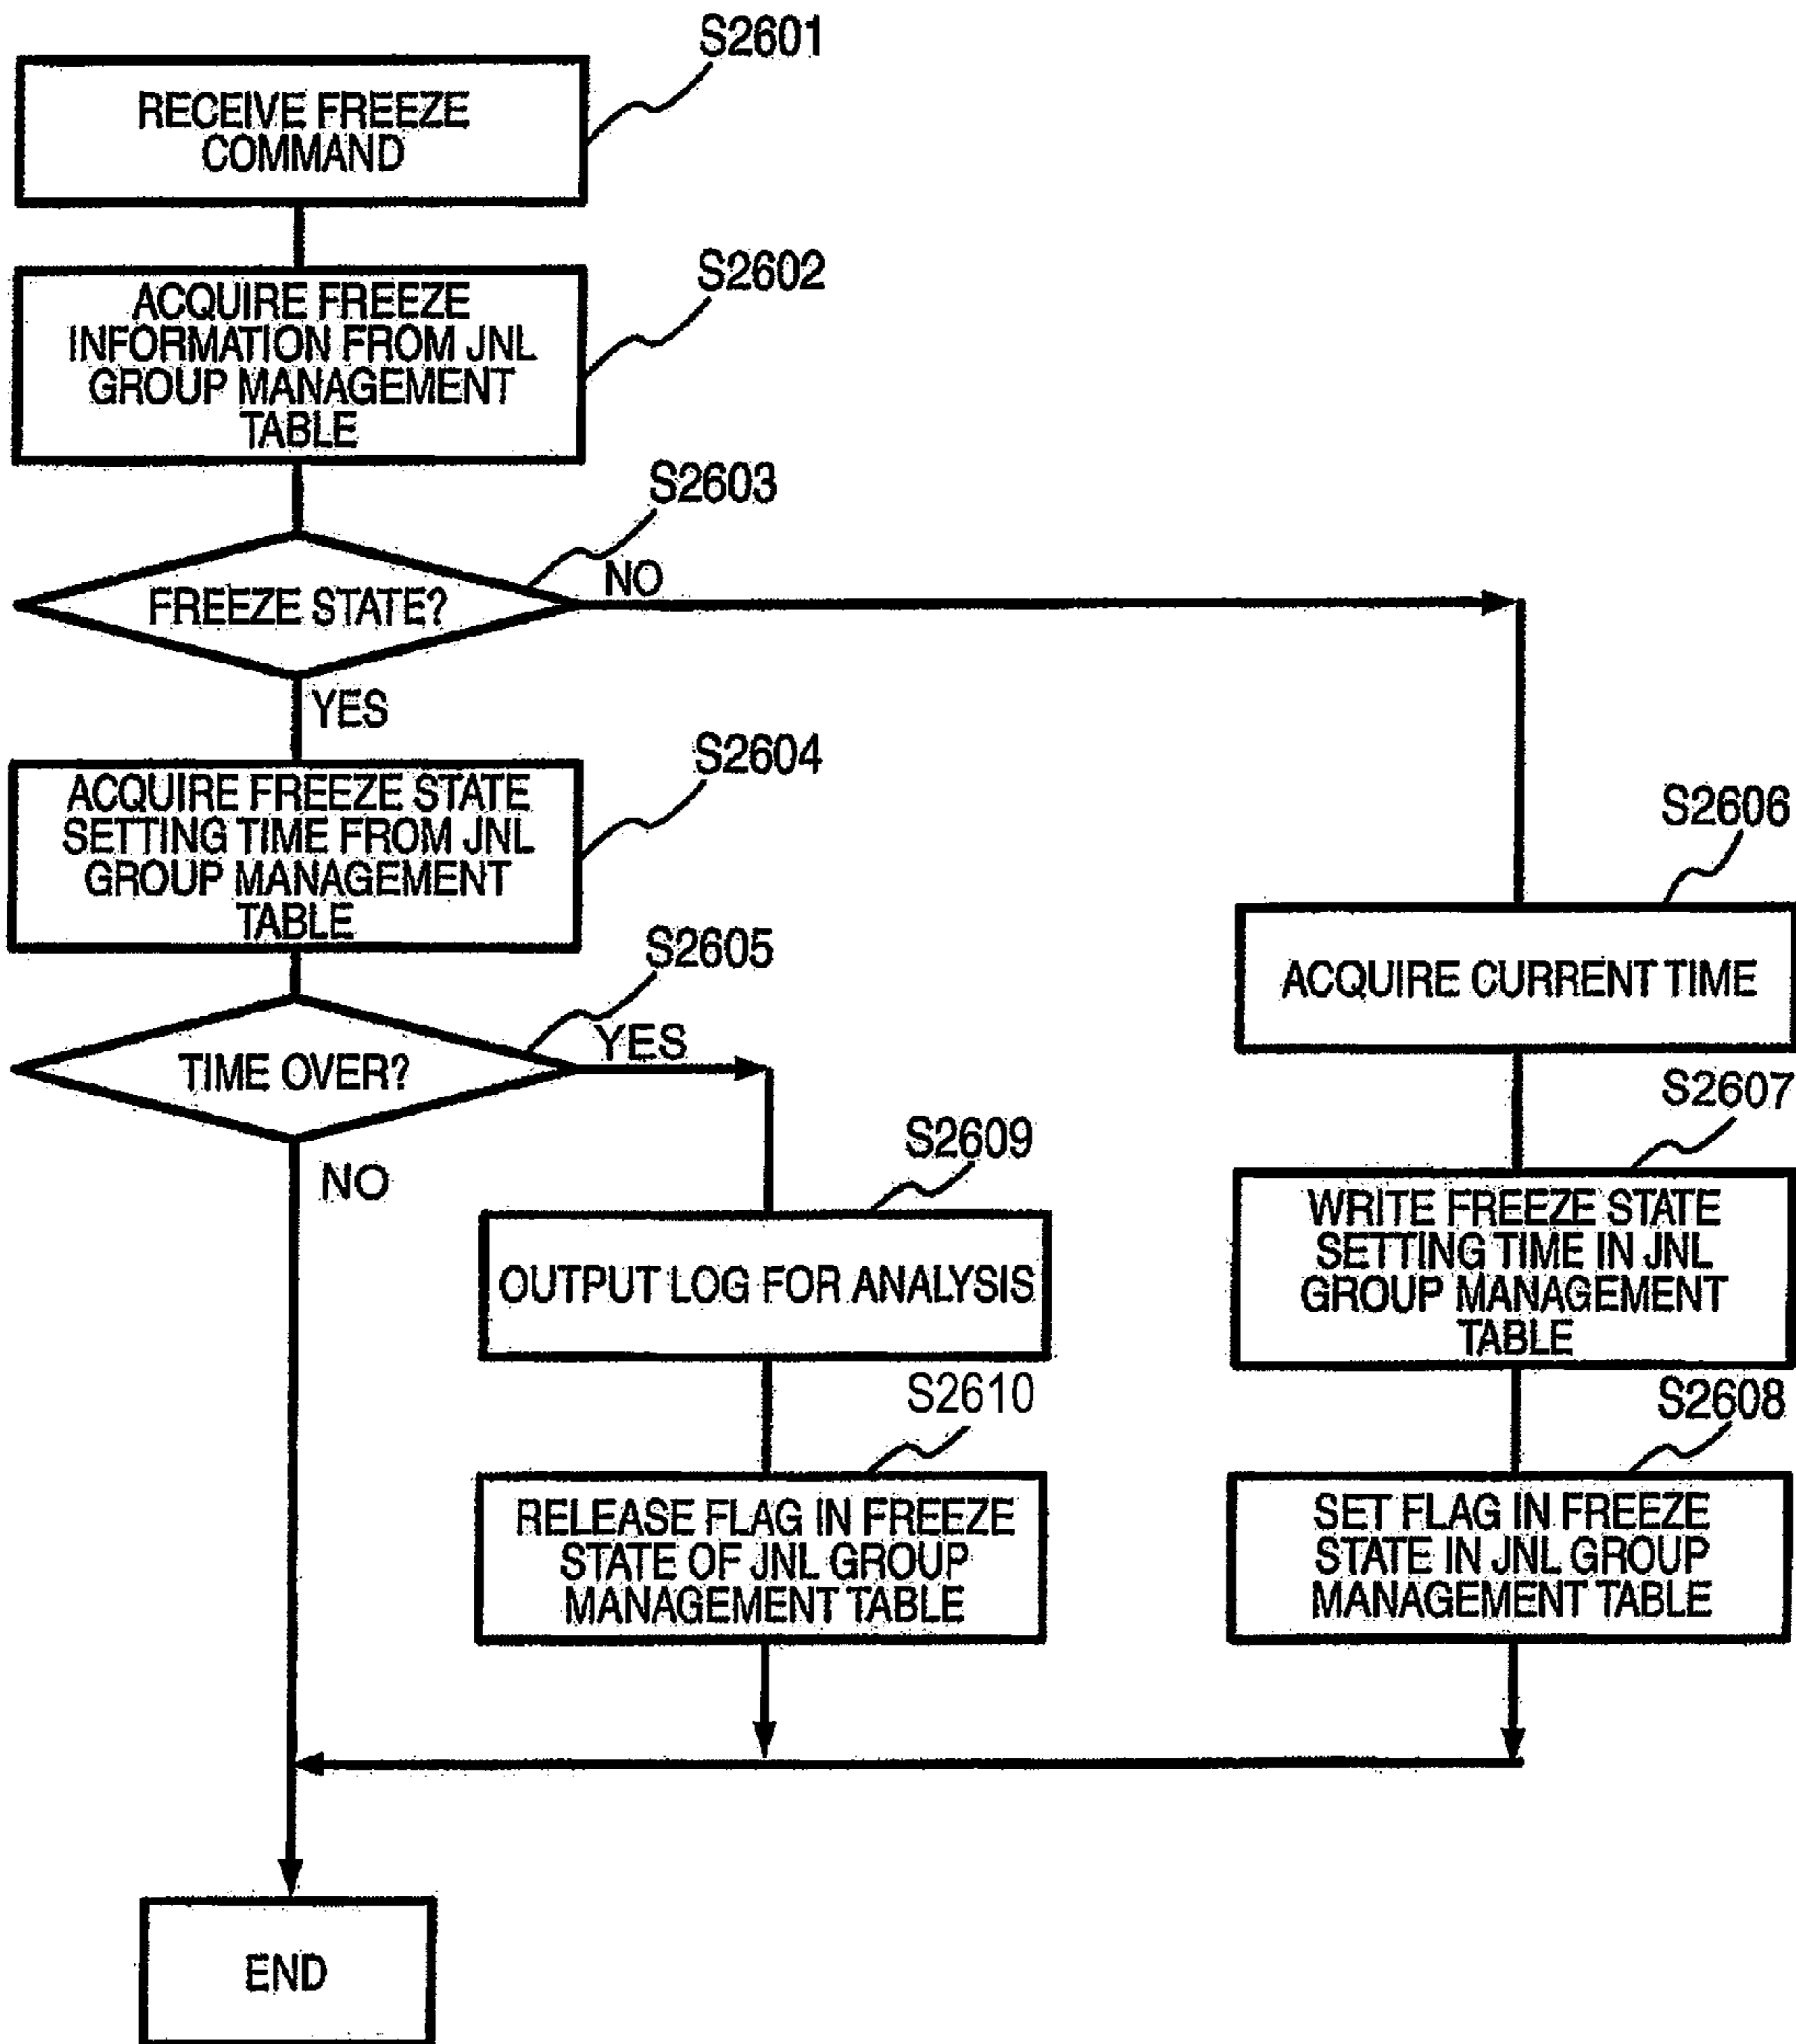 S2601
RECEIVE FREEZE
COMMAND
S2602
ACQUIRE FREEZE
INFORMATION FROM JNL
GROUP MANAGEMENT
TABLE
S2603
FREEZE STATE?
NO
YES
S2604
ACQUIRE FREEZE STATE
SETTING TIME FROM JNL
GROUP MANAGEMENT
TABLE
S2605
TIME OVER?
YES
NO
S2609
OUTPUT LOG FOR ANALYSIS
S2610
RELEASE FLAG IN FREEZE
STATE OF JNL GROUP
MANAGEMENT TABLE
S2606
ACQUIRE CURRENT TIME
S2607
WRITE FREEZE STATE
SETTING TIME IN JNL
GROUP MANAGEMENT
TABLE
S2608
SET FLAG IN FREEZE
STATE IN JNL GROUP
MANAGEMENT TABLE
END